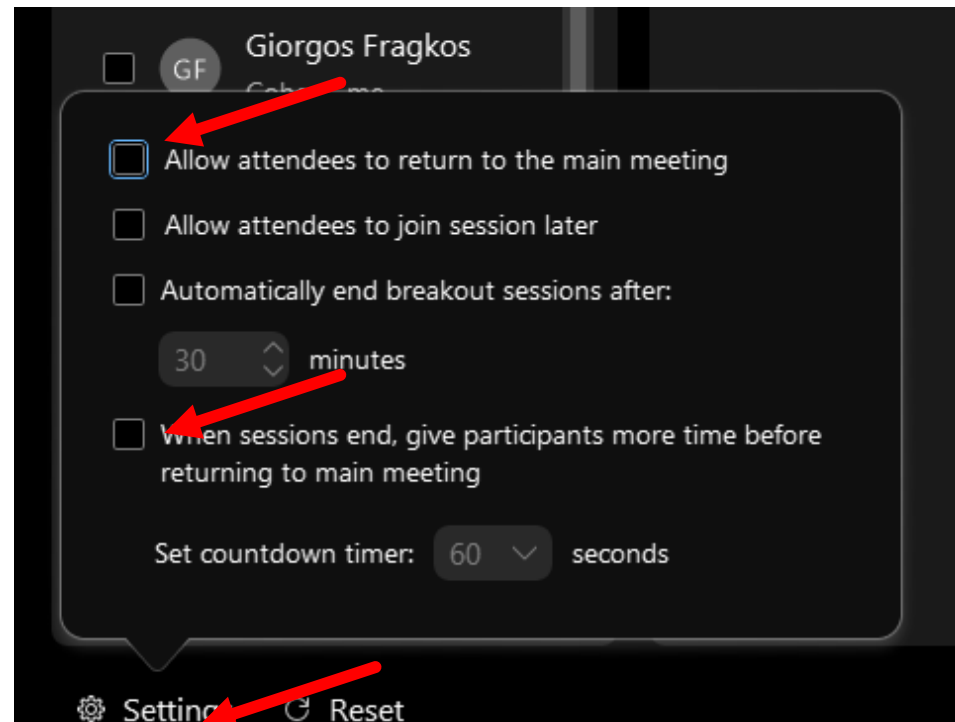 Giorgos Fragkos
GF
Allow attendees to return to the main meeting
Allow attendees to join session later
Automatically end breakout sessions after:
30 minutes
When sessions end, give participants more time before
returning to main meeting
Set countdown timer: 60 seconds
Reset